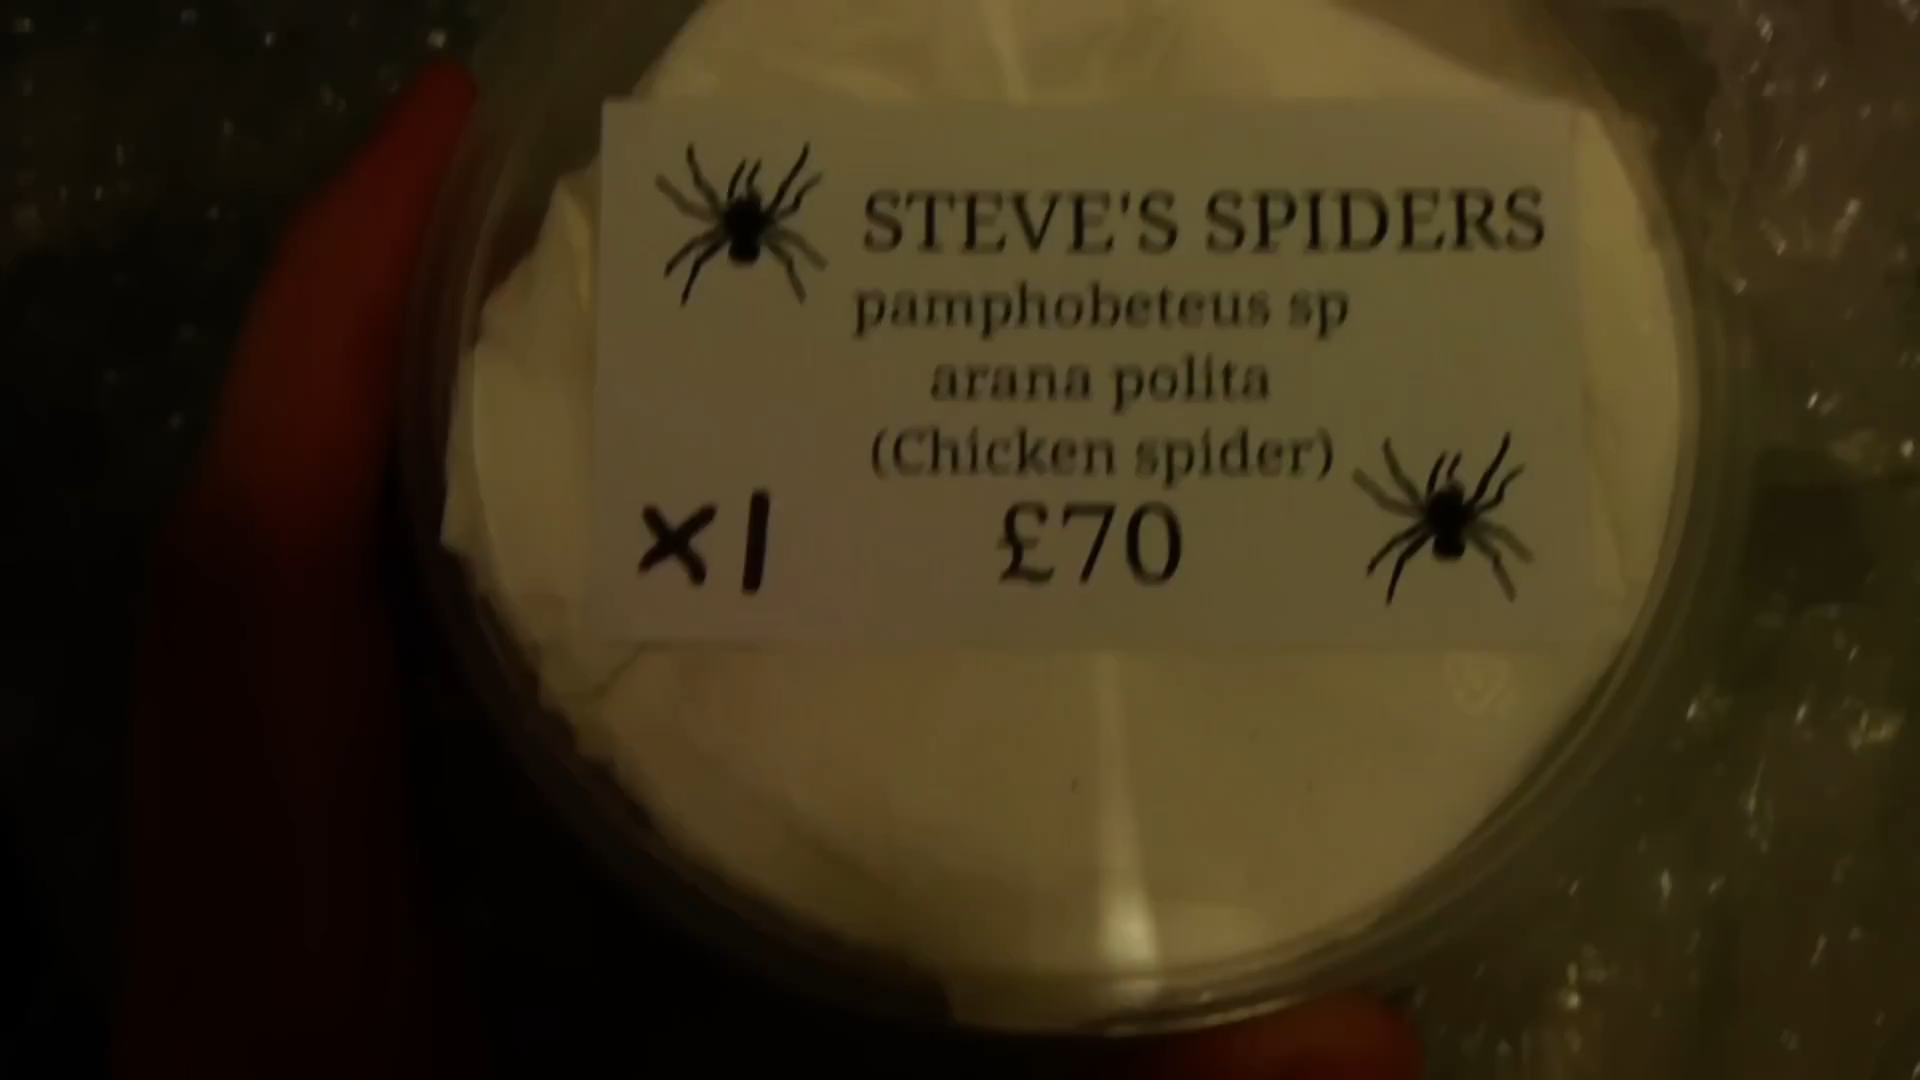 STEVE'S SPIDERS
pamphobeteus sp
arana polita
(Chicken spider)
x1 £70